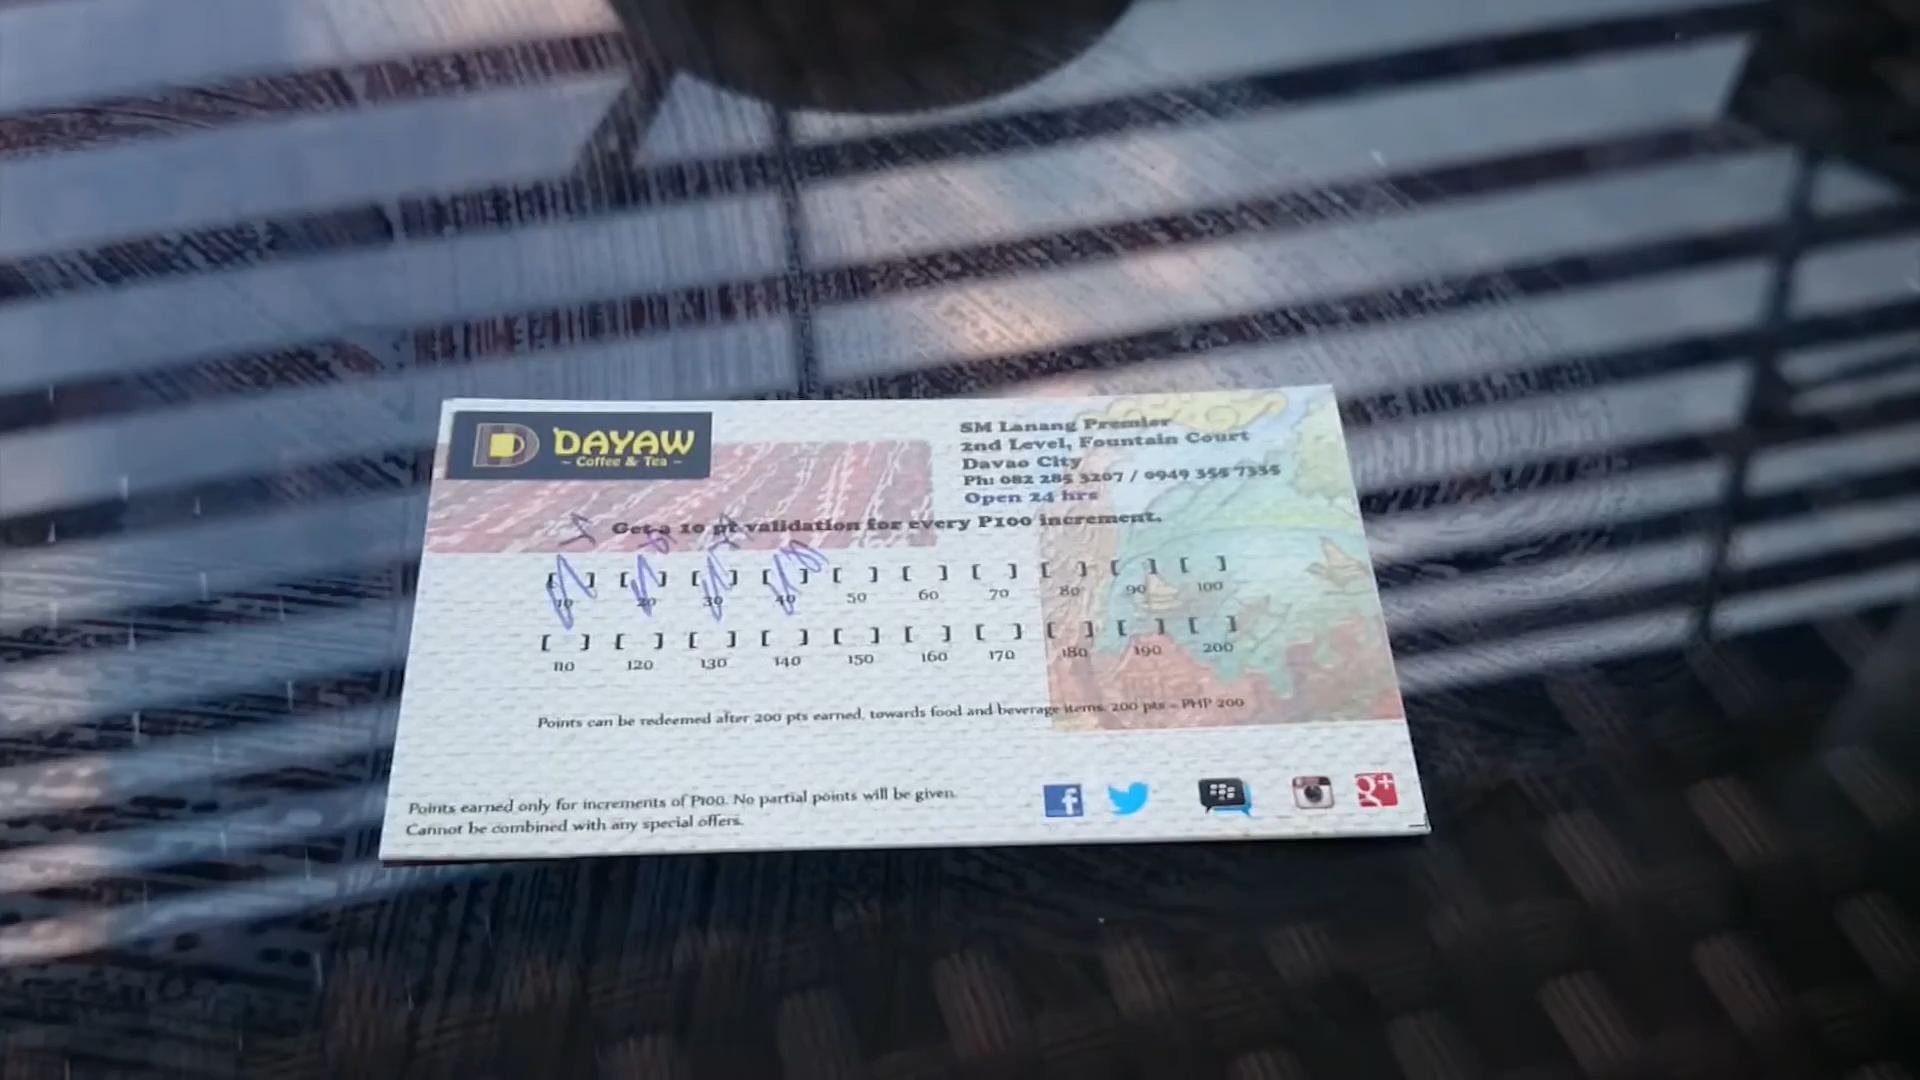 DAYAW
~ Coffee & Tea ~
SM Lanang Premier
2nd Level, Fountain Court
Davao City
Ph: 082 285 3207 / 0949 355 7335
Open 24 hrs
Get a 10 pt validation for every P100 increment.
[ ] [ ] [ ] [ ] [ ] [ ] [ ] [ ] [ ] [ ]
10 20 30 40 50 60 70 80 90 100
[ ] [ ] [ ] [ ] [ ] [ ] [ ] [ ] [ ] [ ]
110 120 130 140 150 160 170 180 190 200
Points can be redeemed after 200 pts earned, towards food and beverage items. 200 pts = PHP 200
Points earned only for increments of P100. No partial points will be given.
Cannot be combined with any special offers.